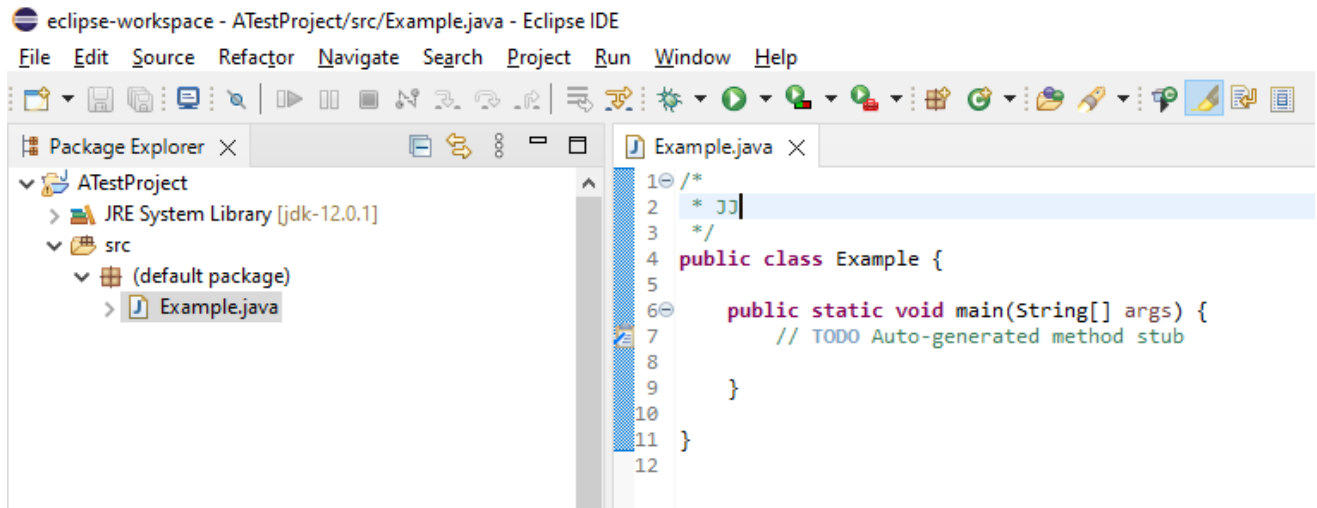 eclipse-workspace - ATestProject/src/Example.java - Eclipse IDE
File Edit Source Refactor Navigate Search Project Run Window Help
Package Explorer
ATestProject
JRE System Library [jdk-12.0.1]
src
(default package)
Example.java
Example.java
1 /*
2 * JJ
3 */
4 public class Example {
5
6 public static void main(String[] args) {
7 // TODO Auto-generated method stub
8
9 }
10
11 }
12